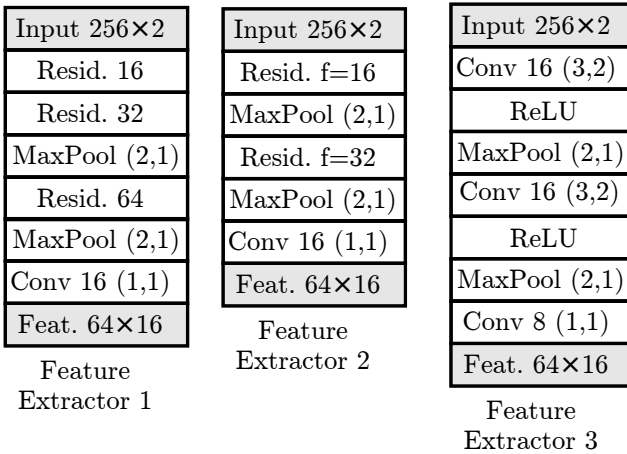 Input 256×2
Resid. 16
Resid. 32
MaxPool (2,1)
Resid. 64
MaxPool (2,1)
Conv 16 (1,1)
Feat. 64×16
Feature
Extractor 1
Input 256×2
Resid. f=16
MaxPool (2,1)
Resid. f=32
MaxPool (2,1)
Conv 16 (1,1)
Feat. 64×16
Feature
Extractor 2
Input 256×2
Conv 16 (3,2)
ReLU
MaxPool (2,1)
Conv 16 (3,2)
ReLU
MaxPool (2,1)
Conv 8 (1,1)
Feat. 64×16
Feature
Extractor 3